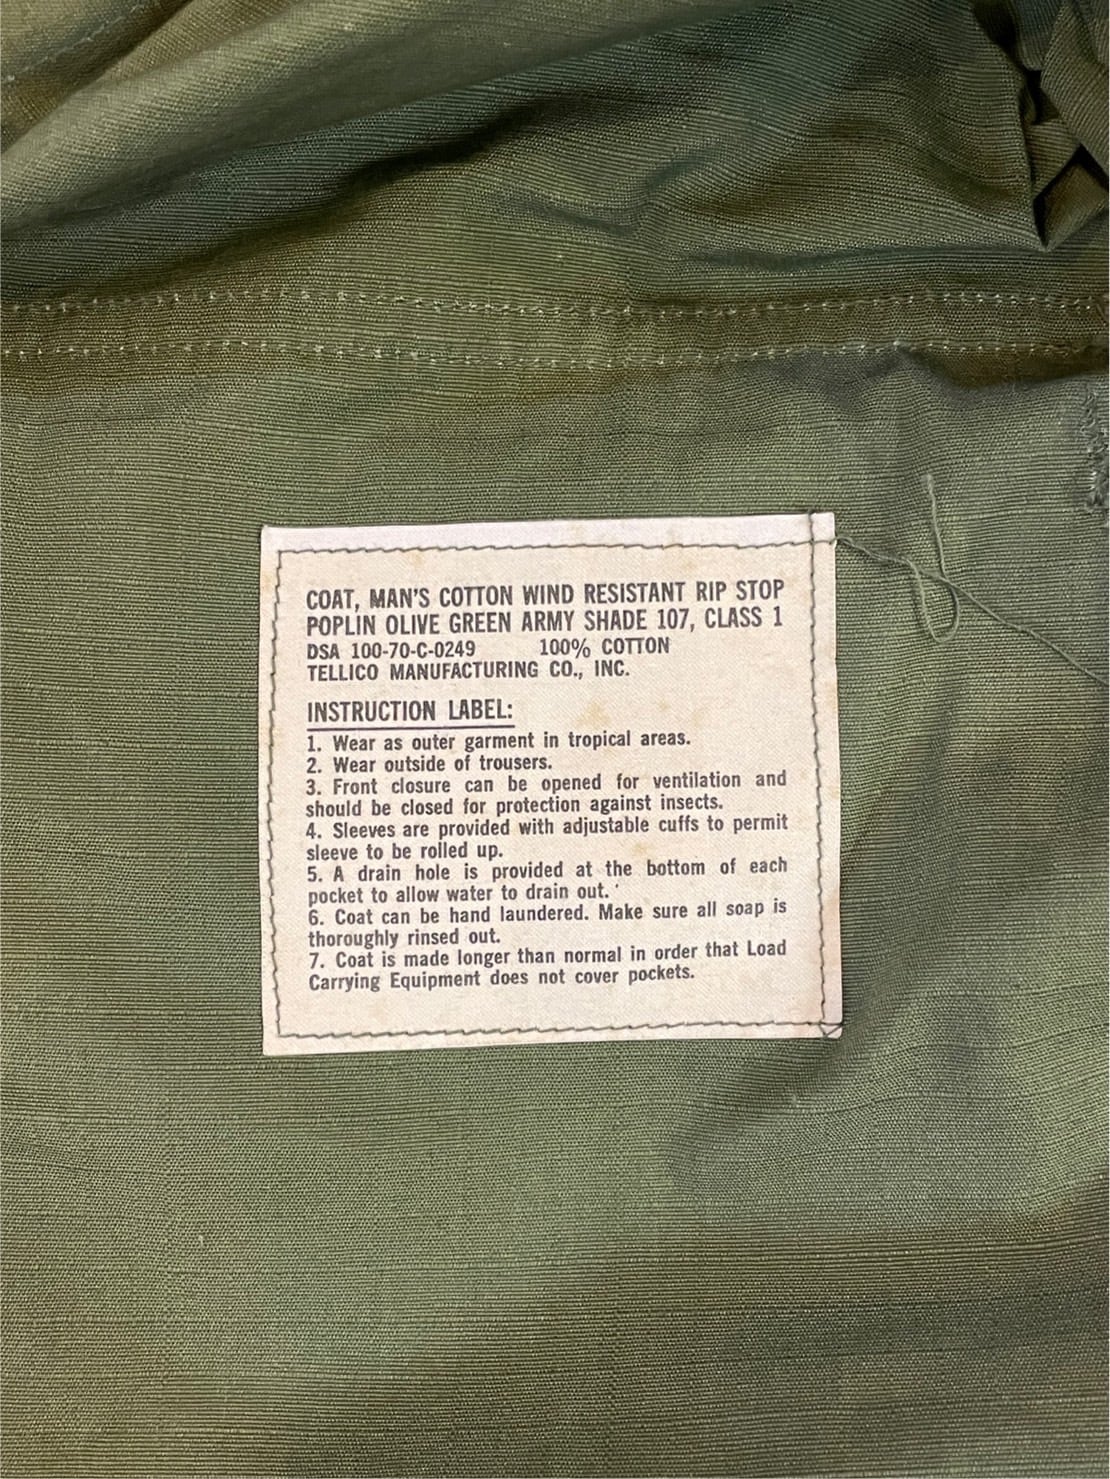 COAT, MAN'S COTTON WIND RESISTANT RIP STOP
POPLIN OLIVE GREEN ARMY SHADE 107, CLASS 1
DSA 100-70-C-0249 100% COTTON
TELLICO MANUFACTURING CO., INC.
INSTRUCTION LABEL:
1. Wear as outer garment in tropical areas.
2. Wear outside of trousers.
3. Front closure can be opened for ventilation and
should be closed for protection against insects.
4. Sleeves are provided with adjustable cuffs to permit
sleeve to be rolled up.
5. A drain hole is provided at the bottom of each
pocket to allow water to drain out.
6. Coat can be hand laundered. Make sure all soap is
thoroughly rinsed out.
7. Coat is made longer than normal in order that Load
Carrying Equipment does not cover pockets.